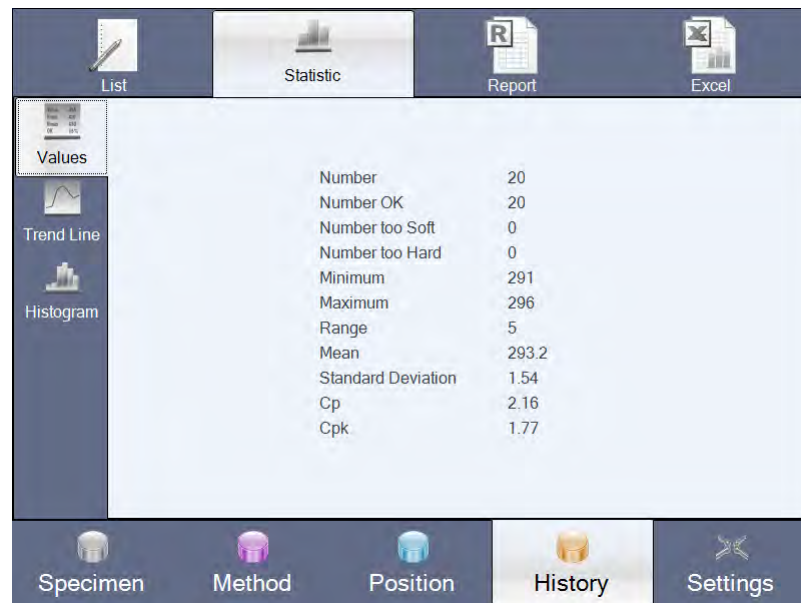 List
Statistic
R
Report
X
Excel
Values
Trend Line
Histogram
Number 20
Number OK 20
Number too Soft 0
Number too Hard 0
Minimum 291
Maximum 296
Range 5
Mean 293.2
Standard Deviation 1.54
Cp 2.16
Cpk 1.77
Specimen
Method
Position
History
Settings